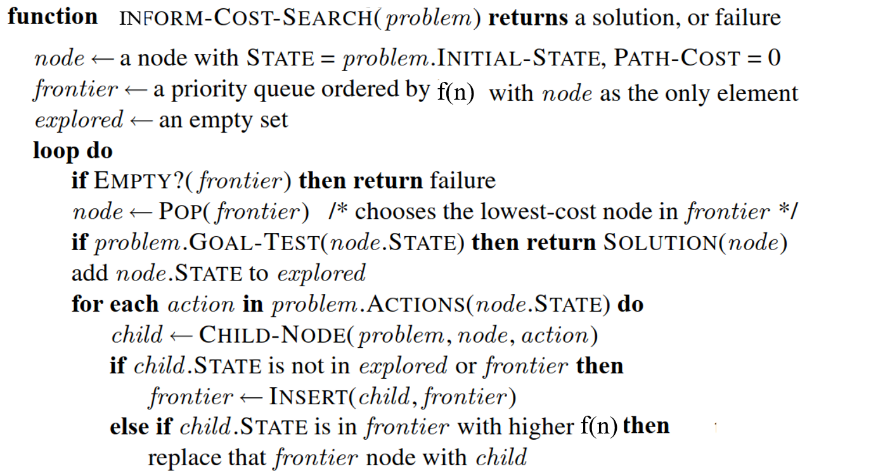 function INFORM-COST-SEARCH(problem) returns a solution, or failure
node ← a node with STATE = problem.INITIAL-STATE, PATH-COST = 0
frontier ← a priority queue ordered by f(n) with node as the only element
explored ← an empty set
loop do
if EMPTY?(frontier) then return failure
node ← POP(frontier) /* chooses the lowest-cost node in frontier */
if problem.GOAL-TEST(node.STATE) then return SOLUTION(node)
add node.STATE to explored
for each action in problem.ACTIONS(node.STATE) do
child ← CHILD-NODE(problem, node, action)
if child.STATE is not in explored or frontier then
frontier ← INSERT(child, frontier)
else if child.STATE is in frontier with higher f(n) then
replace that frontier node with child